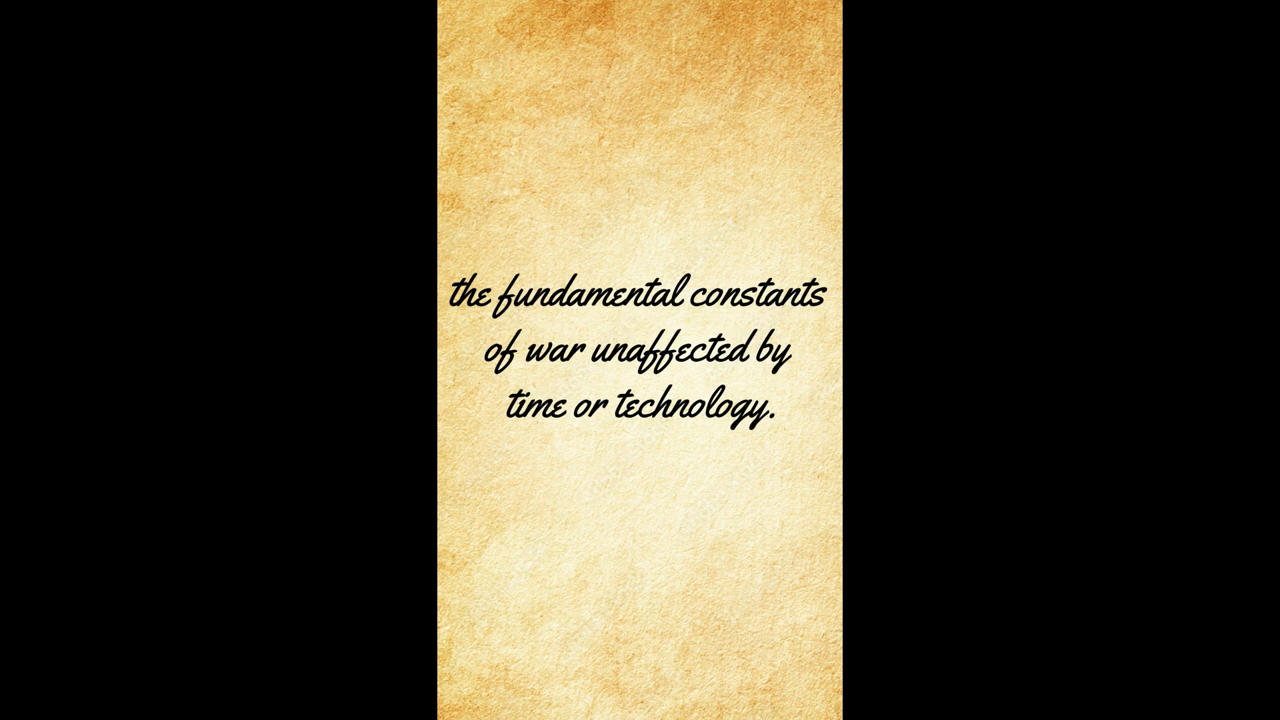 the fundamental constants
of war unaffected by
time or technology.